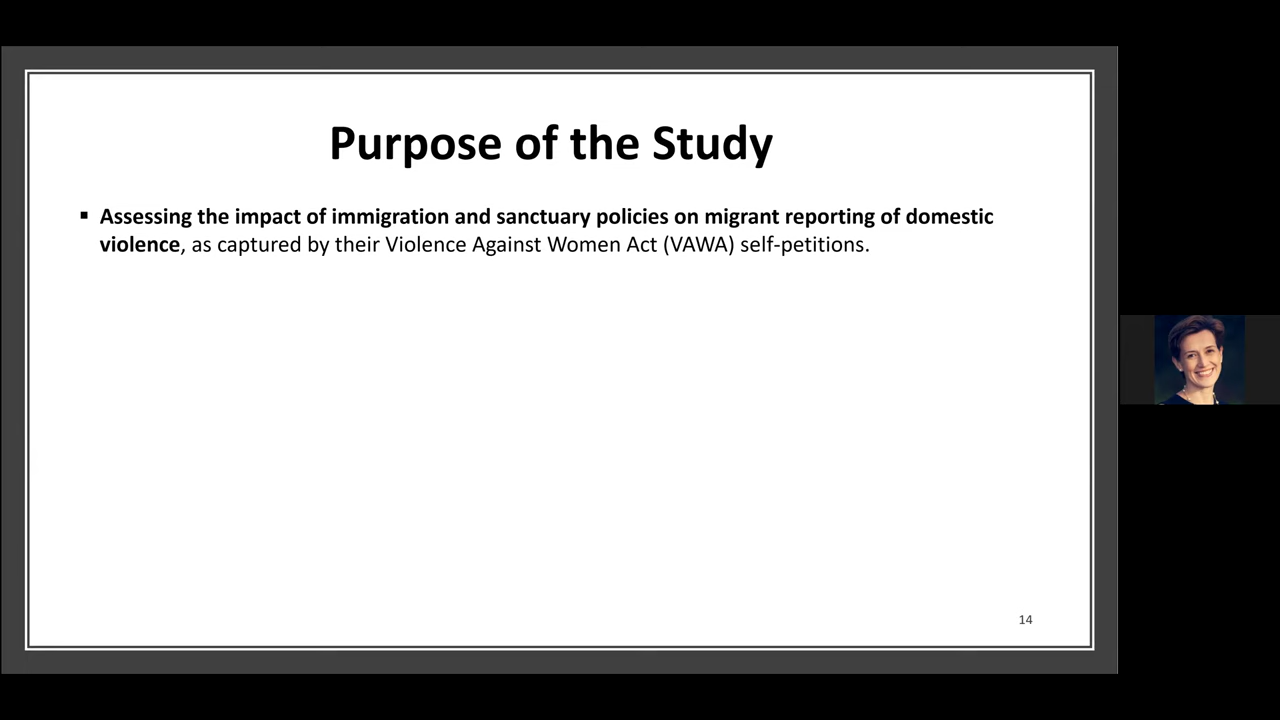 Purpose of the Study
▪ Assessing the impact of immigration and sanctuary policies on migrant reporting of domestic
violence, as captured by their Violence Against Women Act (VAWA) self-petitions.
14